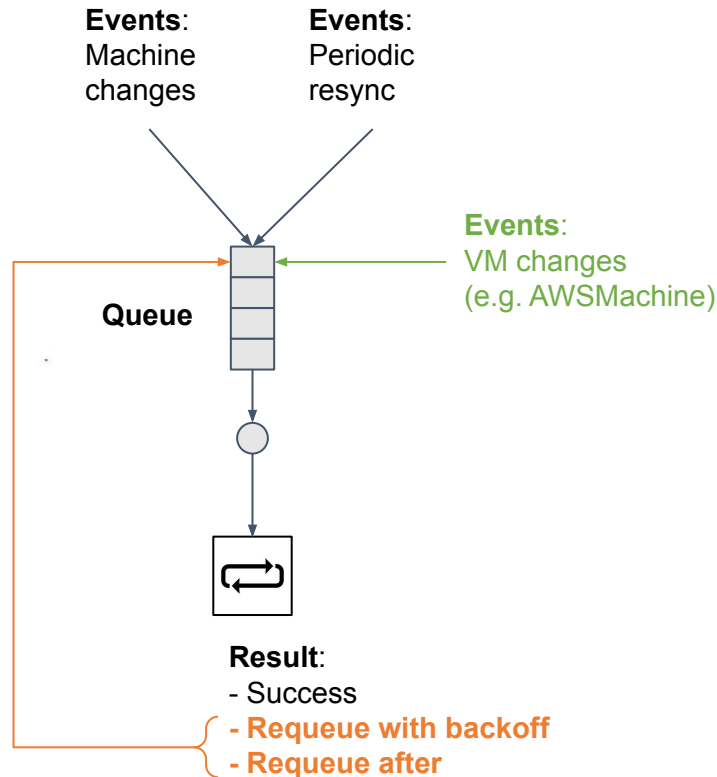 Events:
Machine
changes
Events:
Periodic
resync
Events:
VM changes
(e.g. AWSMachine)
Queue
Result:
- Success
- Requeue with backoff
- Requeue after